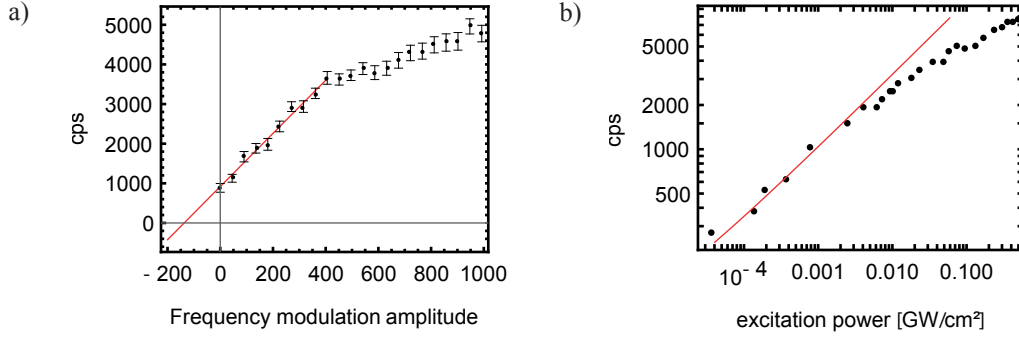 a)
5000
4000
3000
2000
1000
0
cps
- 200 0 200 400 600 800 1000
Frequency modulation amplitude
b)
5000
2000
1000
500
cps
10⁻⁴ 0.001 0.010 0.100
excitation power [GW/cm²]